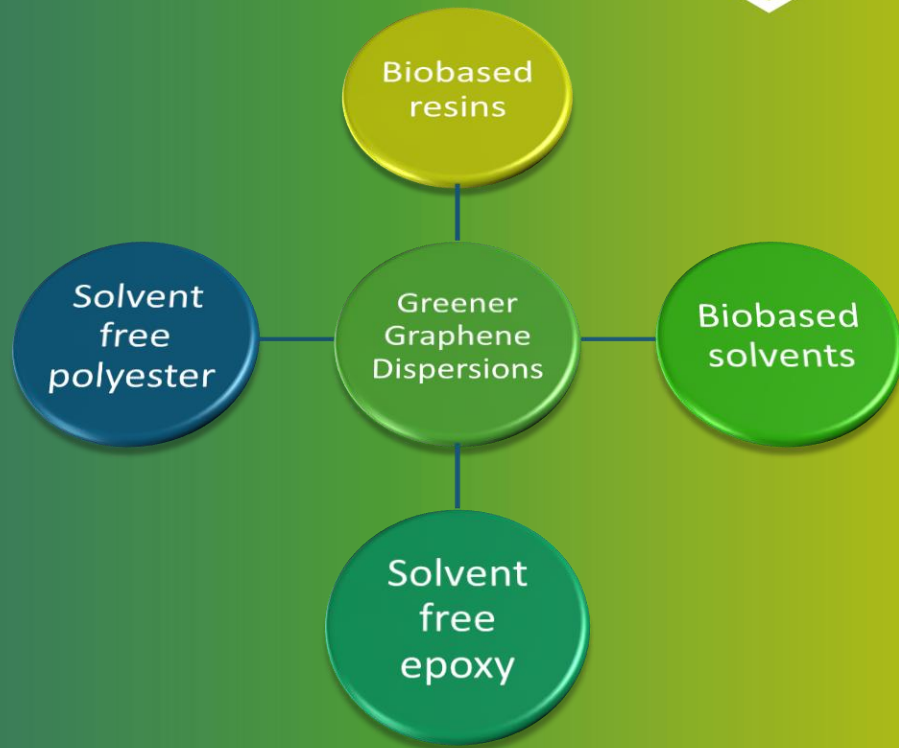 Biobased
resins
Solvent
free
polyester
Greener
Graphene
Dispersions
Biobased
solvents
Solvent
free
epoxy